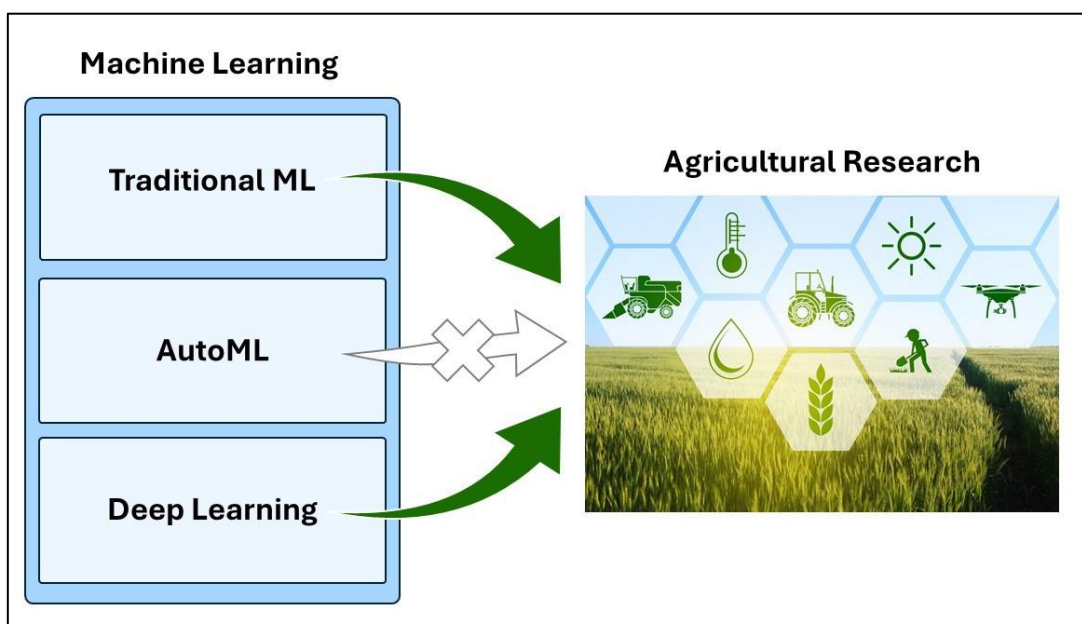 Machine Learning
Traditional ML
AutoML
Deep Learning
Agricultural Research